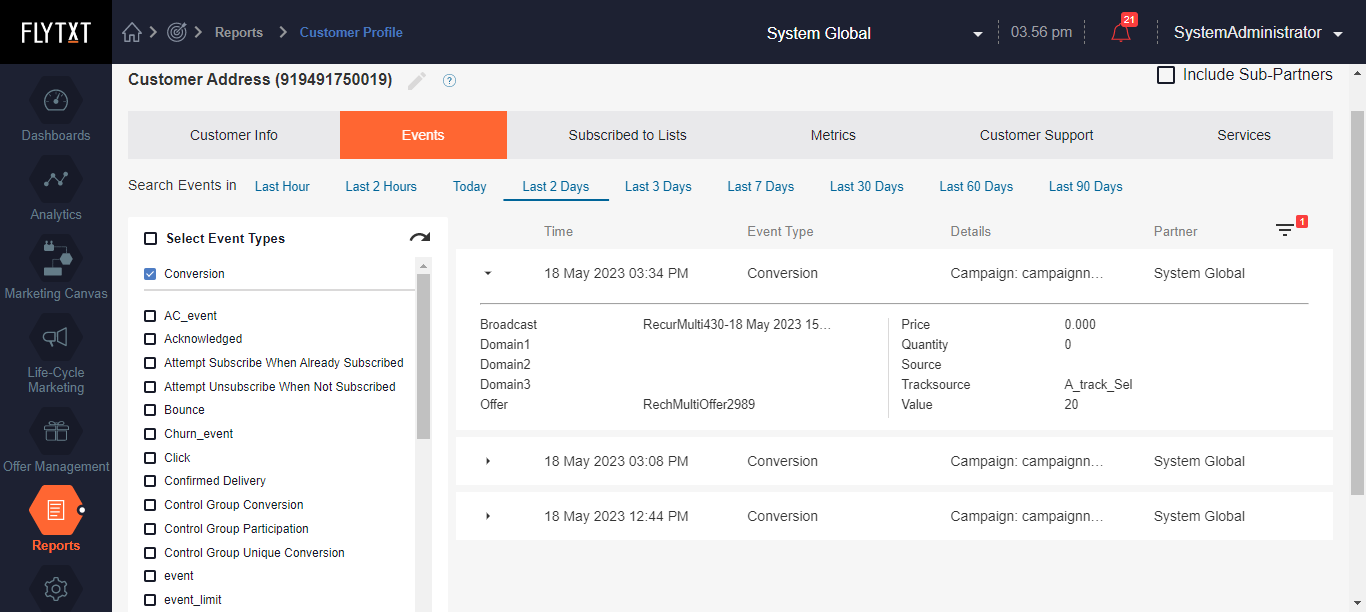 FLYTXT
Reports
Customer Profile
System Global
03.56 pm
21
SystemAdministrator
Dashboards
Analytics
Marketing Canvas
Life-Cycle
Marketing
Offer Management
Reports
Customer Address (919491750019)
?
Include Sub-Partners
Customer Info
Events
Subscribed to Lists
Metrics
Customer Support
Services
Search Events in
Last Hour
Last 2 Hours
Today
Last 2 Days
Last 3 Days
Last 7 Days
Last 30 Days
Last 60 Days
Last 90 Days
Select Event Types
Conversion
AC_event
Acknowledged
Attempt Subscribe When Already Subscribed
Attempt Unsubscribe When Not Subscribed
Bounce
Churn_event
Click
Confirmed Delivery
Control Group Conversion
Control Group Participation
Control Group Unique Conversion
event
event_limit
Time Event Type Details Partner
1
18 May 2023 03:34 PM Conversion Campaign: campaignn... System Global
Broadcast RecurMulti430-18 May 2023 15...
Domain1
Domain2
Domain3
Offer RechMultiOffer2989
Price 0.000
Quantity 0
Source
Tracksource A_track_Sel
Value 20
18 May 2023 03:08 PM Conversion Campaign: campaignn... System Global
18 May 2023 12:44 PM Conversion Campaign: campaignn... System Global